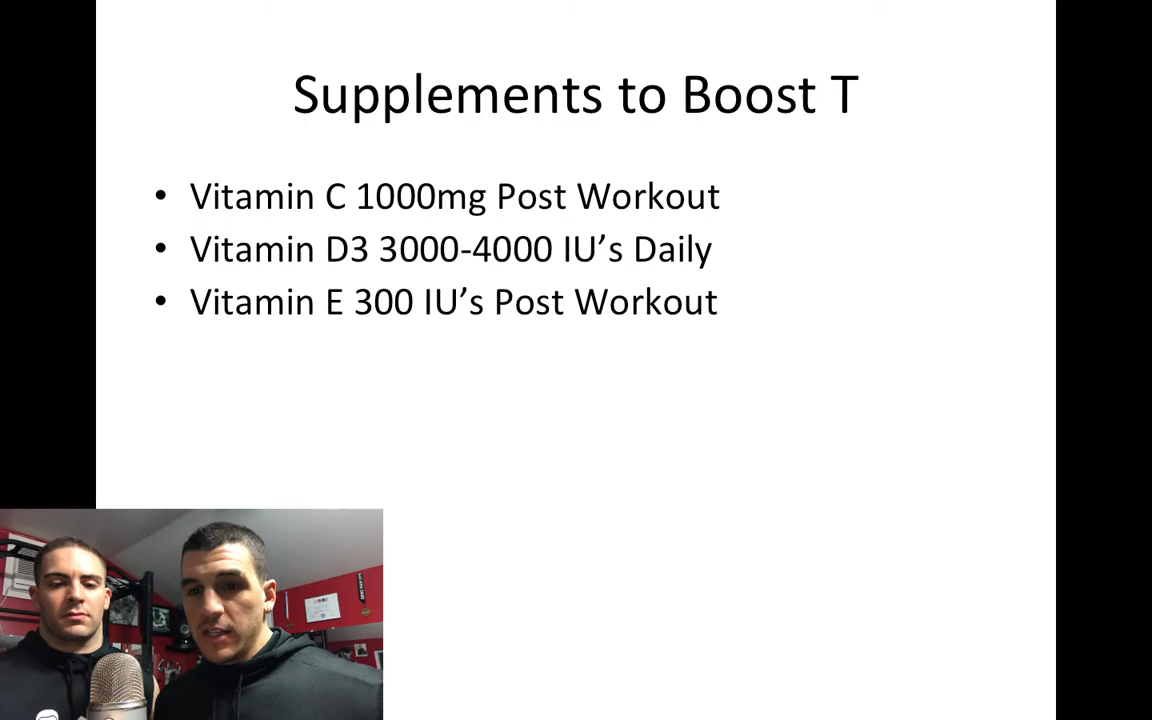 Supplements to Boost T
• Vitamin C 1000mg Post Workout
• Vitamin D3 3000-4000 IU’s Daily
• Vitamin E 300 IU’s Post Workout